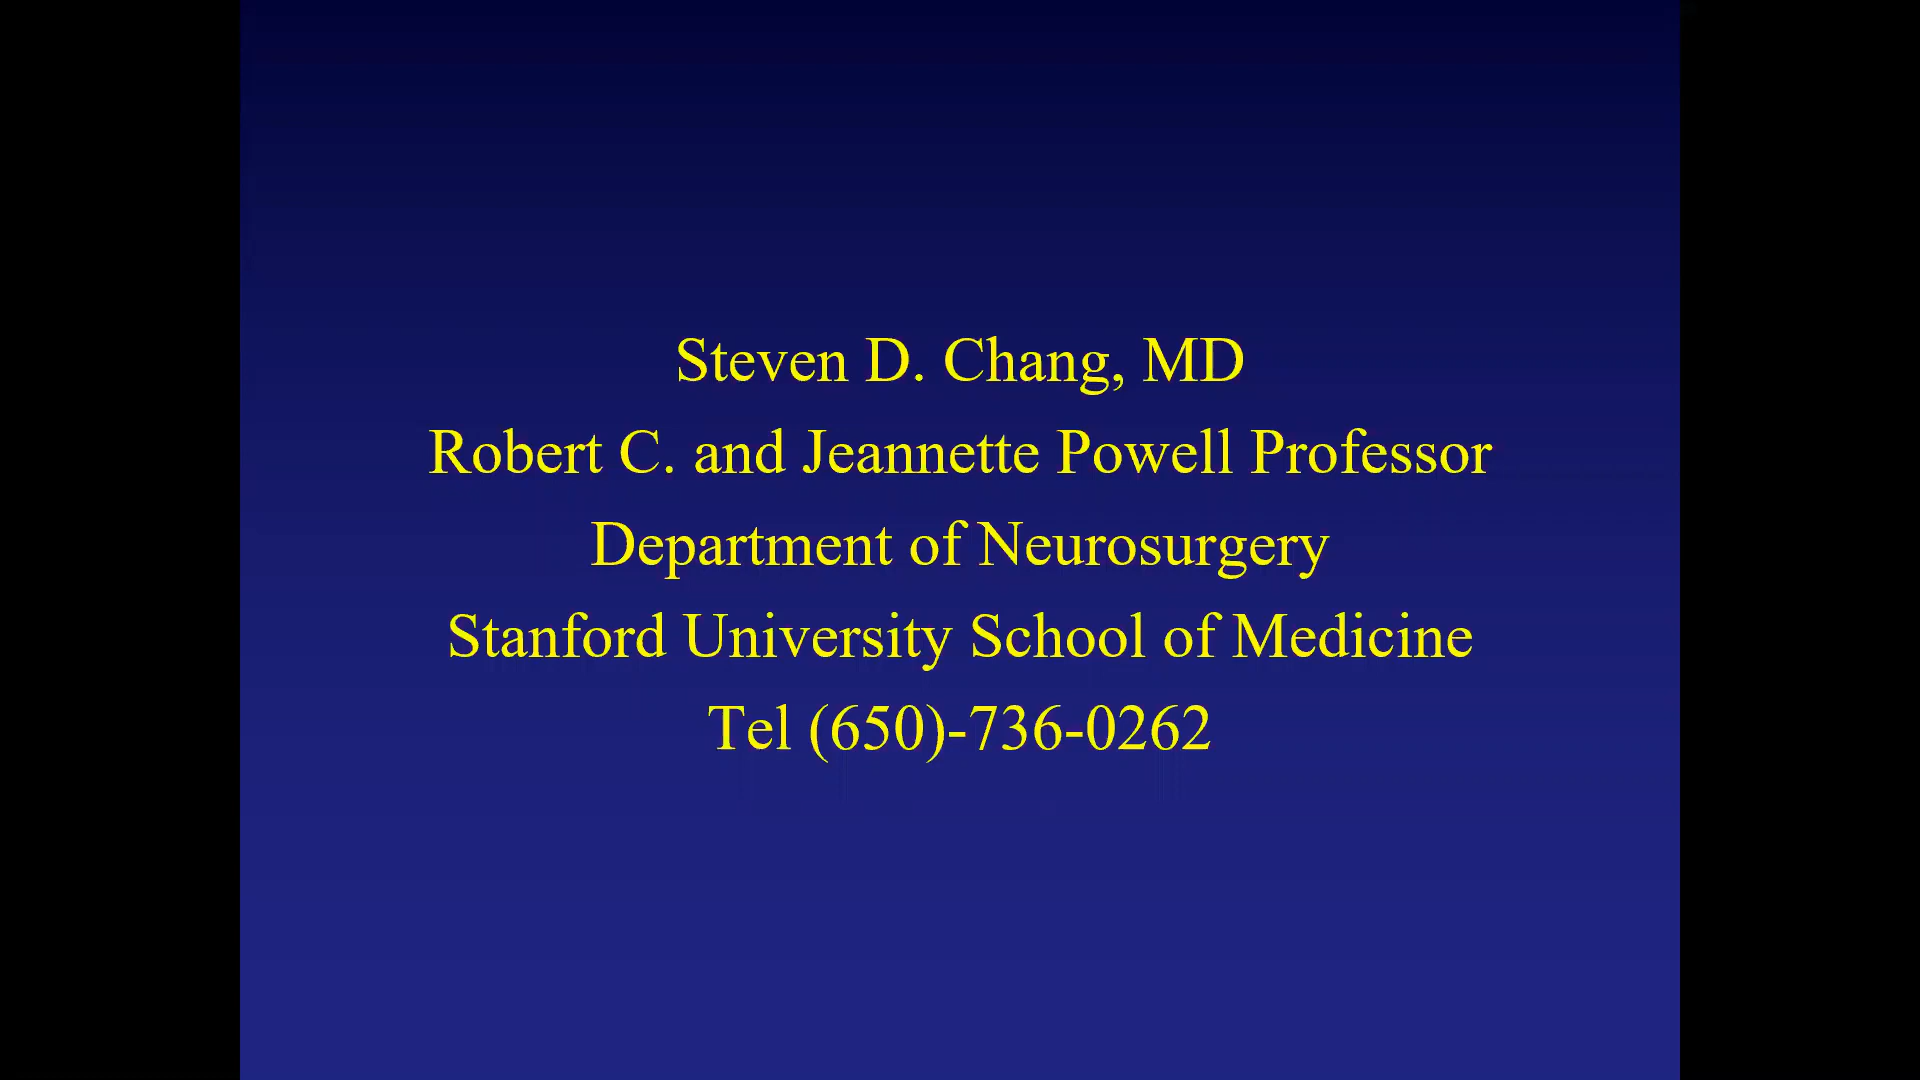 Steven D. Chang, MD
Robert C. and Jeannette Powell Professor
Department of Neurosurgery
Stanford University School of Medicine
Tel (650)-736-0262